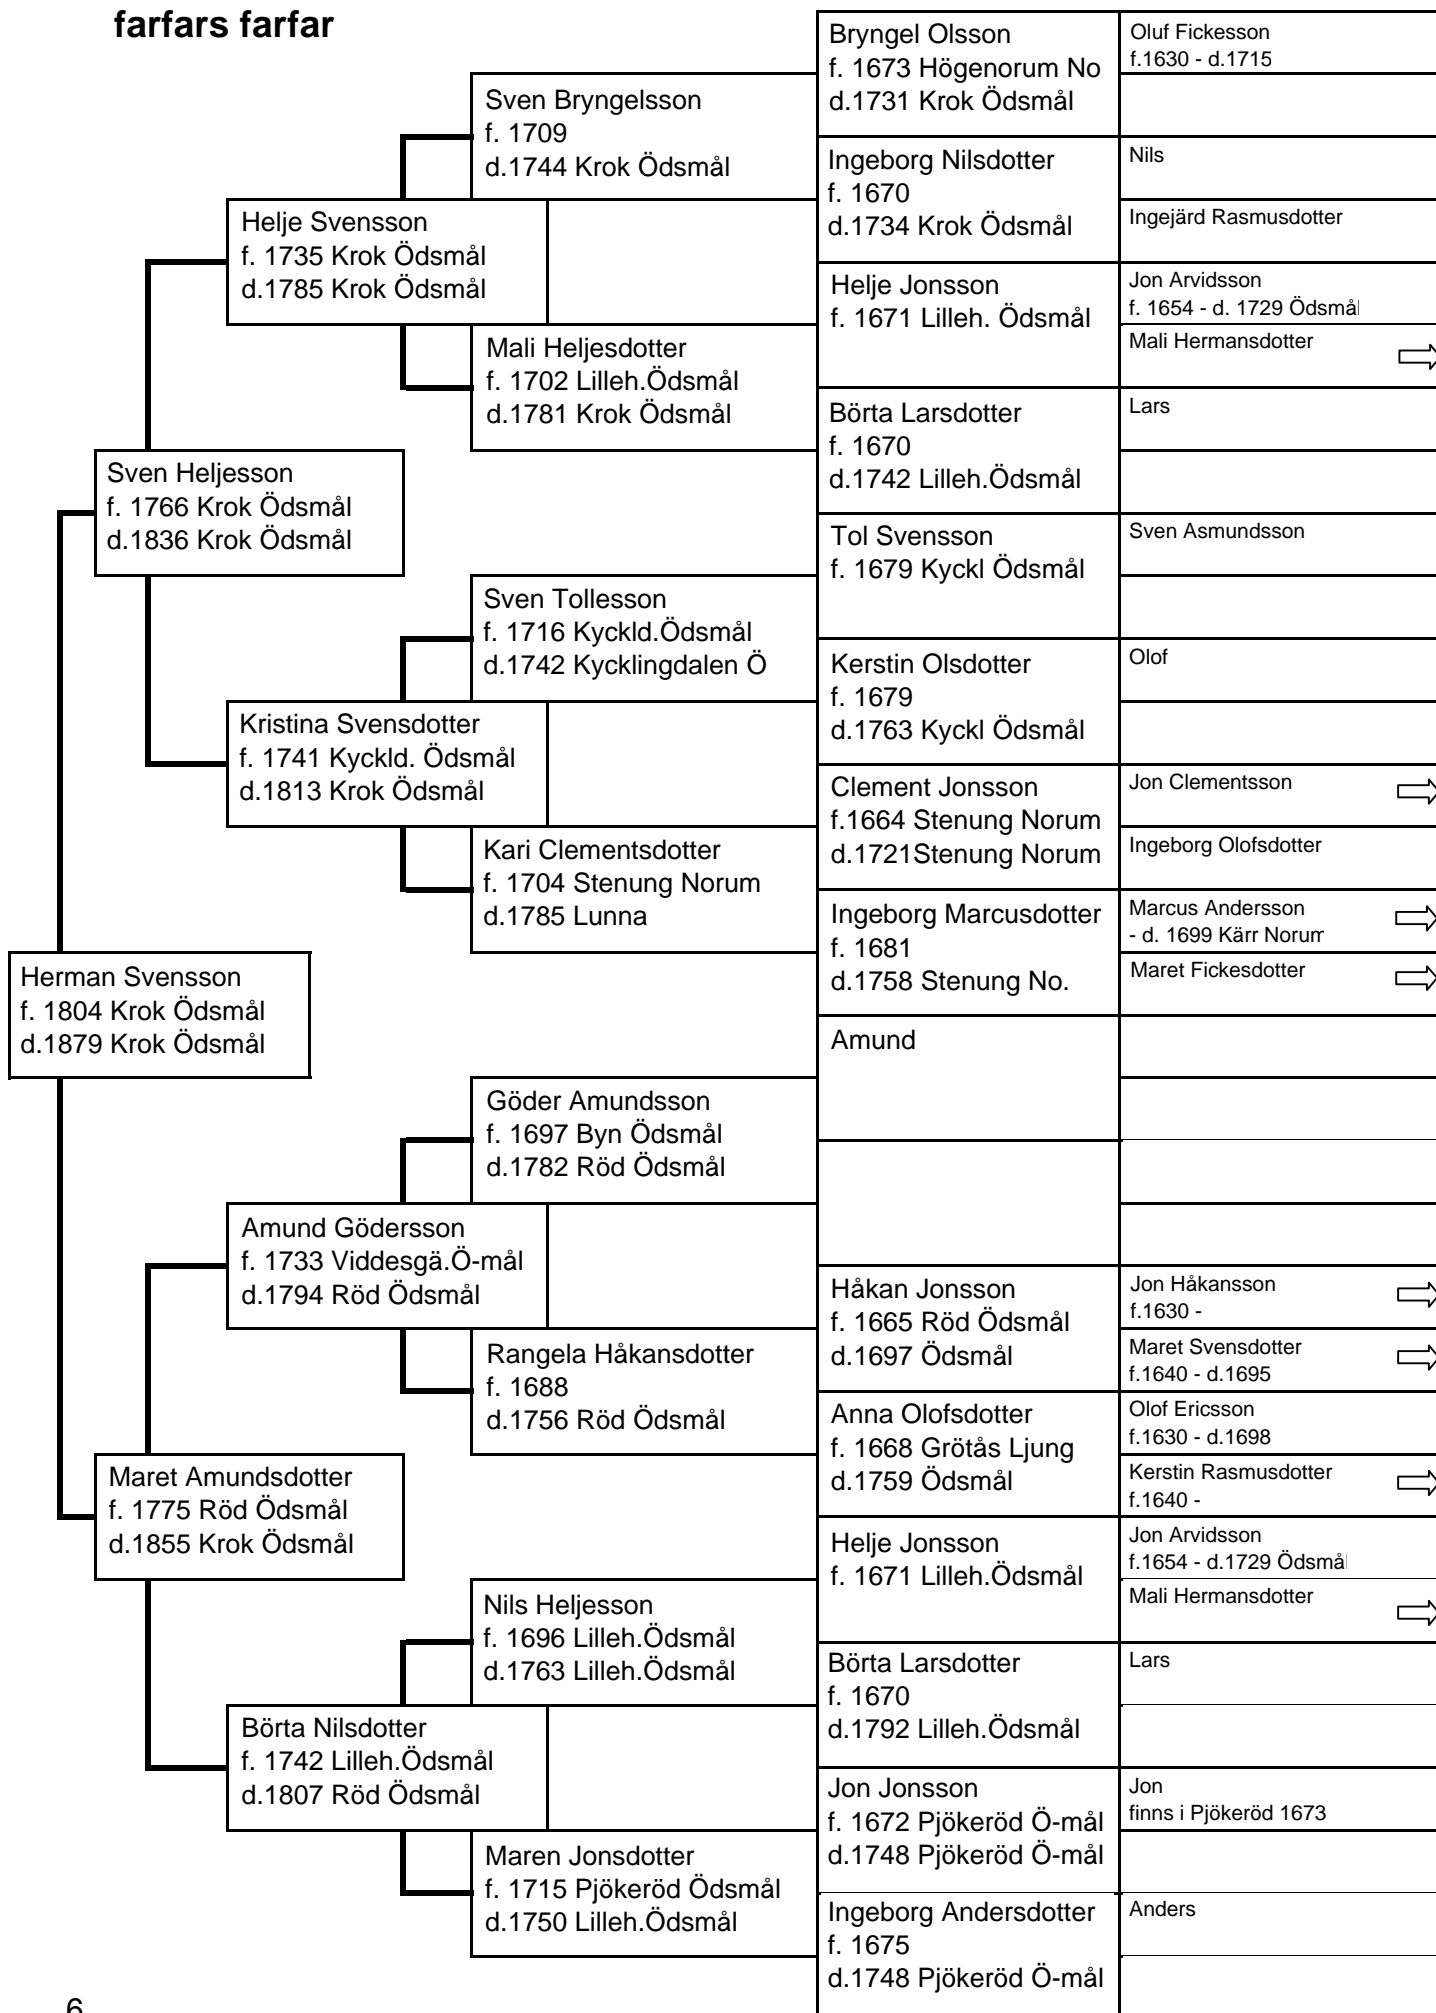 farfars farfar
Herman Svensson
f. 1804 Krok Ödsmål
d.1879 Krok Ödsmål
Sven Heljesson
f. 1766 Krok Ödsmål
d.1836 Krok Ödsmål
Maret Amundsdotter
f. 1775 Röd Ödsmål
d.1855 Krok Ödsmål
Helje Svensson
f. 1735 Krok Ödsmål
d.1785 Krok Ödsmål
Kristina Svensdotter
f. 1741 Kyckld. Ödsmål
d.1813 Krok Ödsmål
Amund Gödersson
f. 1733 Viddesgä.Ö-mål
d.1794 Röd Ödsmål
Börta Nilsdotter
f. 1742 Lilleh.Ödsmål
d.1807 Röd Ödsmål
Sven Bryngelsson
f. 1709
d.1744 Krok Ödsmål
Mali Heljesdotter
f. 1702 Lilleh.Ödsmål
d.1781 Krok Ödsmål
Sven Tollesson
f. 1716 Kyckld.Ödsmål
d.1742 Kycklingdalen Ö
Kari Clementsdotter
f. 1704 Stenung Norum
d.1785 Lunna
Göder Amundsson
f. 1697 Byn Ödsmål
d.1782 Röd Ödsmål
Rangela Håkansdotter
f. 1688
d.1756 Röd Ödsmål
Nils Heljesson
f. 1696 Lilleh.Ödsmål
d.1763 Lilleh.Ödsmål
Maren Jonsdotter
f. 1715 Pjökeröd Ödsmål
d.1750 Lilleh.Ödsmål
Bryngel Olsson
f. 1673 Högenorum No
d.1731 Krok Ödsmål
Ingeborg Nilsdotter
f. 1670
d.1734 Krok Ödsmål
Helje Jonsson
f. 1671 Lilleh. Ödsmål
Börta Larsdotter
f. 1670
d.1742 Lilleh.Ödsmål
Tol Svensson
f. 1679 Kyckl Ödsmål
Kerstin Olsdotter
f. 1679
d.1763 Kyckl Ödsmål
Clement Jonsson
f.1664 Stenung Norum
d.1721Stenung Norum
Ingeborg Marcusdotter
f. 1681
d.1758 Stenung No.
Amund
Håkan Jonsson
f. 1665 Röd Ödsmål
d.1697 Ödsmål
Anna Olofsdotter
f. 1668 Grötås Ljung
d.1759 Ödsmål
Helje Jonsson
f. 1671 Lilleh.Ödsmål
Börta Larsdotter
f. 1670
d.1792 Lilleh.Ödsmål
Jon Jonsson
f. 1672 Pjökeröd Ö-mål
d.1748 Pjökeröd Ö-mål
Ingeborg Andersdotter
f. 1675
d.1748 Pjökeröd Ö-mål
Oluf Fickesson
f.1630 - d.1715
Nils
Ingejärd Rasmusdotter
Jon Arvidsson
f. 1654 - d. 1729 Ödsmål
Mali Hermansdotter
Lars
Sven Asmundsson
Olof
Jon Clementsson
Ingeborg Olofsdotter
Marcus Andersson
- d. 1699 Kärr Norum
Maret Fickesdotter
Jon Håkansson
f.1630 -
Maret Svensdotter
f.1640 - d.1695
Olof Ericsson
f.1630 - d.1698
Kerstin Rasmusdotter
f.1640 -
Jon Arvidsson
f.1654 - d.1729 Ödsmål
Mali Hermansdotter
Lars
Jon
finns i Pjökeröd 1673
Anders
6